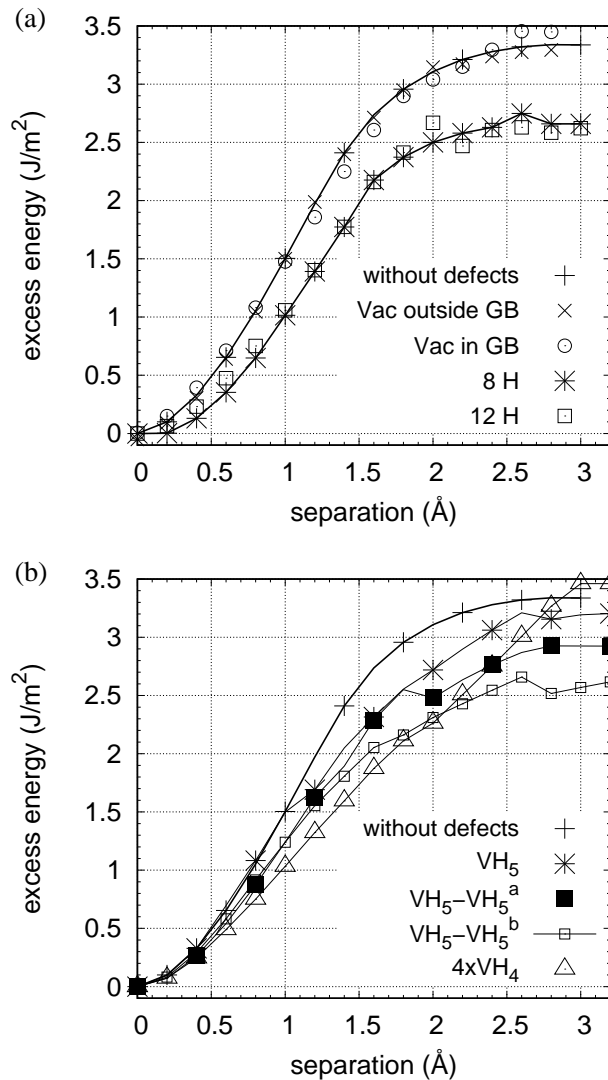 (a)
3.5
3
2.5
2
1.5
1
0.5
0
excess energy (J/m²)
without defects
Vac outside GB
Vac in GB
8 H
12 H
0 0.5 1 1.5 2 2.5 3
separation (Å)
(b)
3.5
3
2.5
2
1.5
1
0.5
0
excess energy (J/m²)
without defects
VH₅
VH₅–VH₅ᵃ
VH₅–VH₅ᵇ
4xVH₄
0 0.5 1 1.5 2 2.5 3
separation (Å)